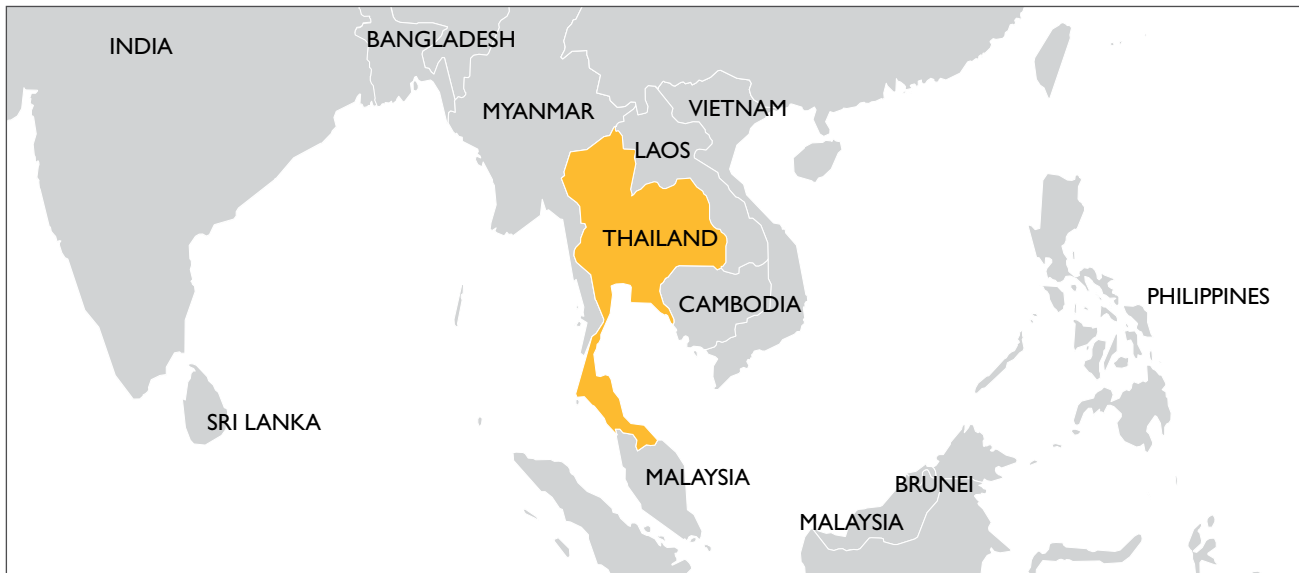 INDIA
BANGLADESH
MYANMAR
VIETNAM
LAOS
THAILAND
CAMBODIA
PHILIPPINES
SRI LANKA
MALAYSIA
BRUNEI
MALAYSIA